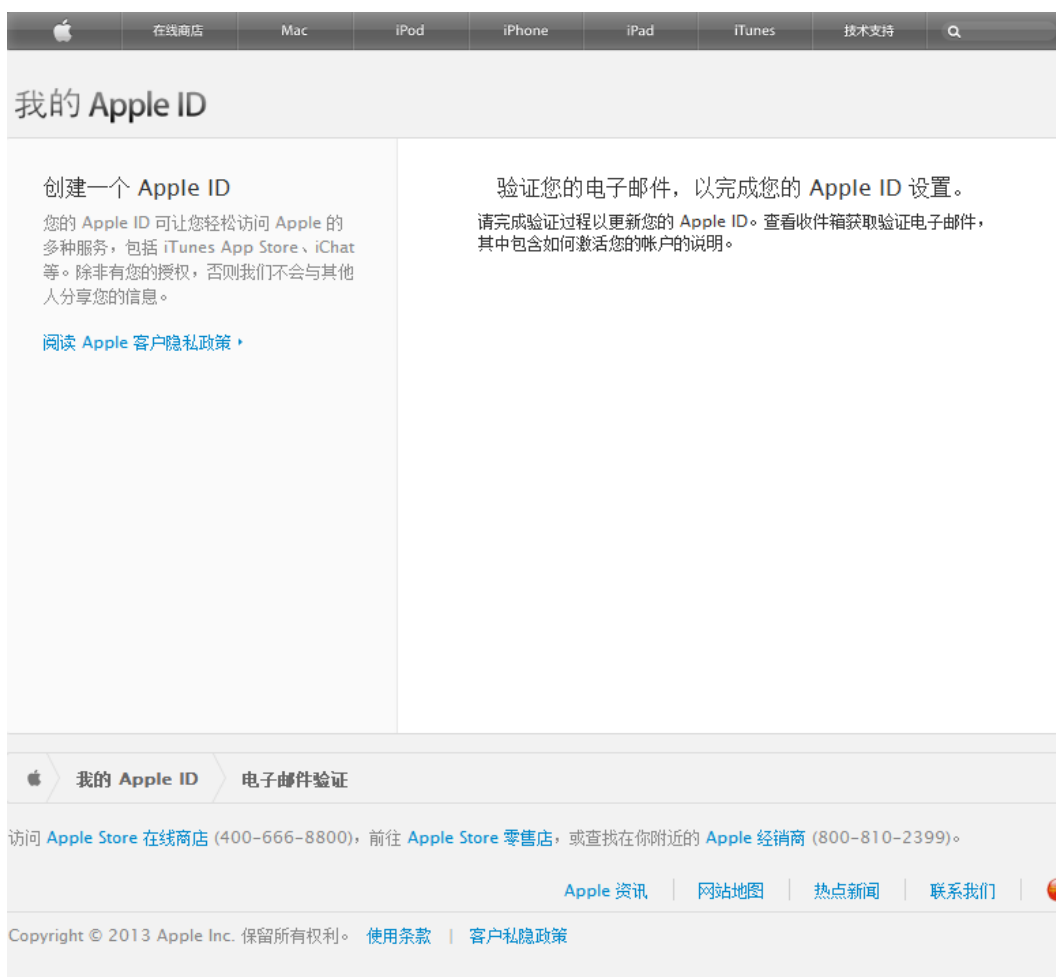 在线商店 Mac iPod iPhone iPad iTunes 技术支持
我的 Apple ID
创建一个 Apple ID
您的 Apple ID 可让您轻松访问 Apple 的
多种服务，包括 iTunes App Store、iChat
等。除非有您的授权，否则我们不会与其他
人分享您的信息。
阅读 Apple 客户隐私政策
验证您的电子邮件，以完成您的 Apple ID 设置。
请完成验证过程以更新您的 Apple ID。查看收件箱获取验证电子邮件，
其中包含如何激活您的帐户的说明。
我的 Apple ID 电子邮件验证
访问 Apple Store 在线商店 (400-666-8800)，前往 Apple Store 零售店，或查找在你附近的 Apple 经销商 (800-810-2399)。
Apple 资讯 | 网站地图 | 热点新闻 | 联系我们 |
Copyright © 2013 Apple Inc. 保留所有权利。 使用条款 | 客户私隐政策